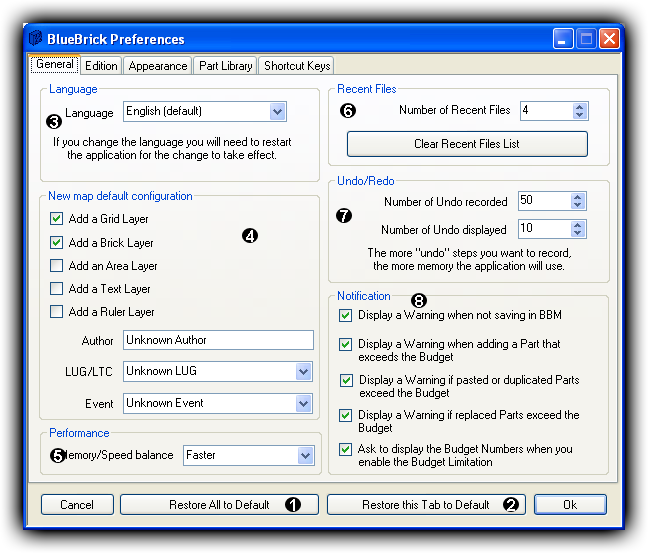 BlueBrick Preferences
General
Edition
Appearance
Part Library
Shortcut Keys
Language
Language
English (default)
3
If you change the language you will need to restart
the application for the change to take effect.
New map default configuration
Add a Grid Layer
Add a Brick Layer
4
Add an Area Layer
Add a Text Layer
Add a Ruler Layer
Author
Unknown Author
LUG/LTC
Unknown LUG
Event
Unknown Event
Performance
5
emory/Speed balance
Faster
Recent Files
6
Number of Recent Files
4
Clear Recent Files List
Undo/Redo
Number of Undo recorded
50
7
Number of Undo displayed
10
The more "undo" steps you want to record,
the more memory the application will use.
Notification
8
Display a Warning when not saving in BBM
Display a Warning when adding a Part that
exceeds the Budget
Display a Warning if pasted or duplicated Parts
exceed the Budget
Display a Warning if replaced Parts exceed the
Budget
Ask to display the Budget Numbers when you
enable the Budget Limitation
Cancel
Restore All to Default
1
Restore this Tab to Default
2
Ok